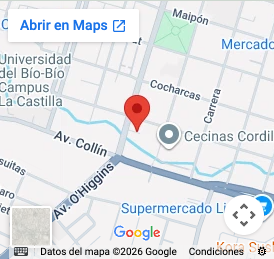 Abrir en Maps
Maipón
Mercado
Universidad
del Bío-Bío
Campus
La Castilla
Cocharcas
Carrera
Cecinas Cordil
Av. Collín
suitas
Av. O'Higgins
Supermercado Li
Google
Datos del mapa ©2026 Google
Condiciones